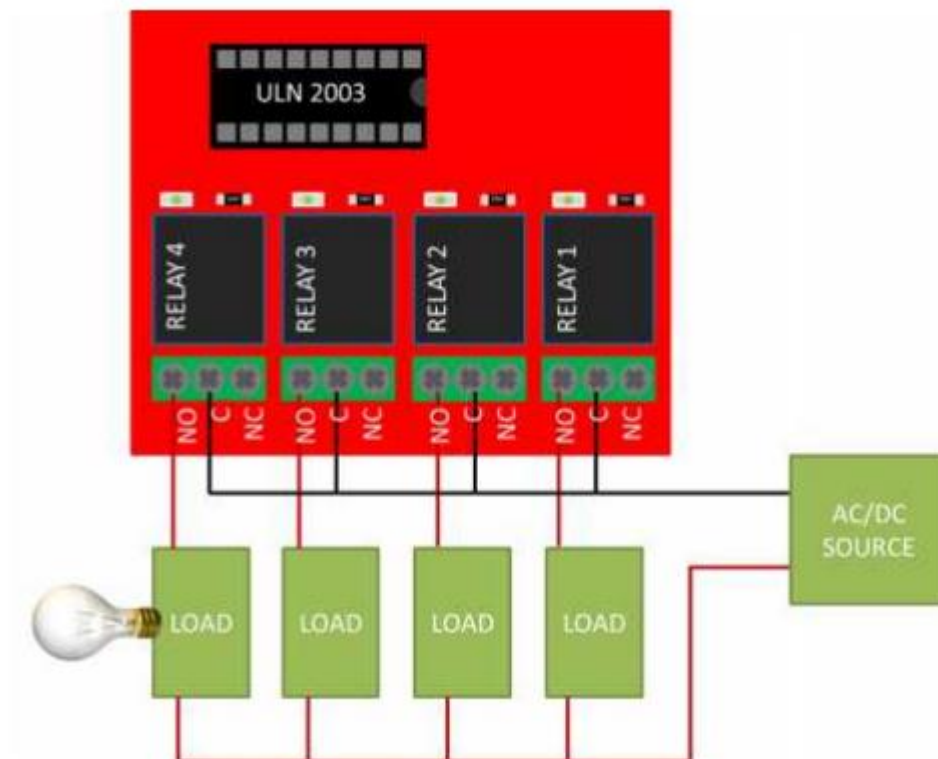 ULN 2003
RELAY 4
RELAY 3
RELAY 2
RELAY 1
NO C NC
NO C NC
NO C NC
NO C NC
AC/DC
SOURCE
LOAD
LOAD
LOAD
LOAD